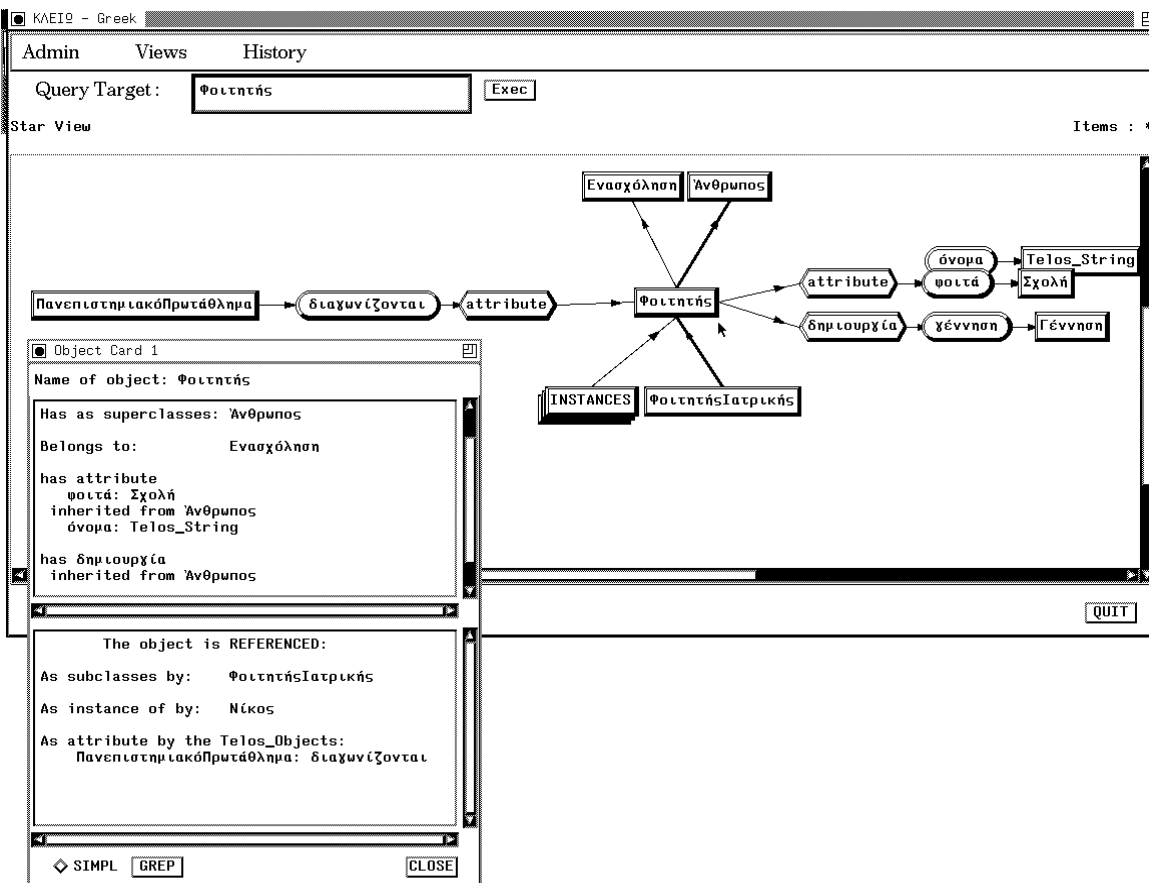 ΚΛΕΙΩ - Greek
Admin Views History
Query Target: Φοιτητής Exec
Star View Items : *
Ενασχόληση Άνθρωπος
όνομα Telos_String
attribute φοιτά Σχολή
ΠανεπιστημιακόΠρωτάθλημα διαγωνίζονται attribute Φοιτητής
δημιουργία γέννηση Γέννηση
INSTANCES ΦοιτητήςΙατρικής
Object Card 1
Name of object: Φοιτητής
Has as superclasses: Άνθρωπος
Belongs to: Ενασχόληση
has attribute
φοιτά: Σχολή
inherited from Άνθρωπος
όνομα: Telos_String
has δημιουργία
inherited from Άνθρωπος
QUIT
The object is REFERENCED:
As subclasses by: ΦοιτητήςΙατρικής
As instance of by: Νίκος
As attribute by the Telos_Objects:
ΠανεπιστημιακόΠρωτάθλημα: διαγωνίζονται
SIMPL GREP CLOSE